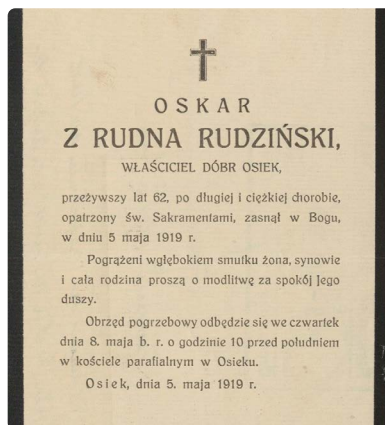 OSKAR
Z RUDNA RUDZIŃSKI,
WŁAŚCICIEL DÓBR OSIEK,
przeżywszy lat 62, po długiej i ciężkiej chorobie,
opatrzony św. Sakramentami, zasnął w Bogu,
w dniu 5 maja 1919 r.
Pogrążeni wgłębokiem smutku żona, synowie
i cała rodzina proszą o modlitwę za spokój Jego
duszy.
Obrzęd pogrzebowy odbędzie się we czwartek
dnia 8. maja b. r. o godzinie 10 przed południem
w kościele parafialnym w Osieku.
Osiek, dnia 5. maja 1919 r.